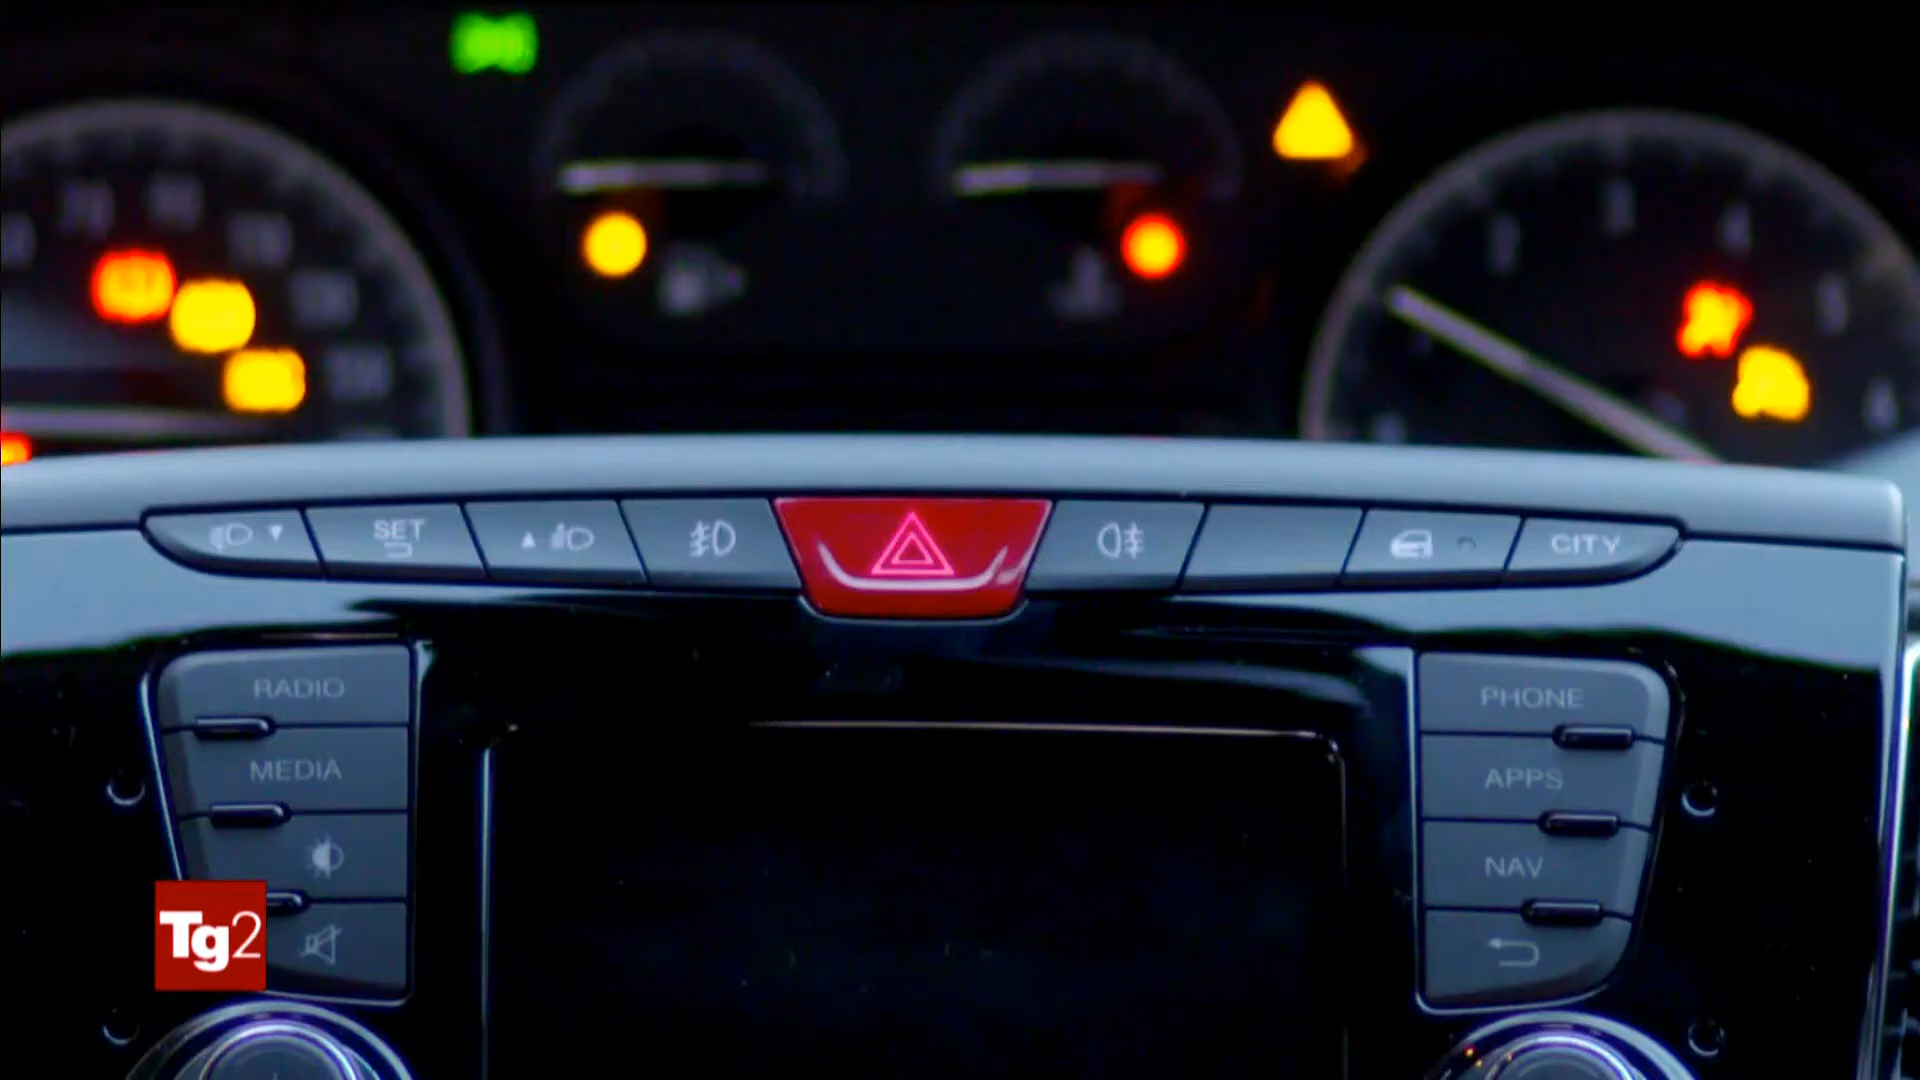 SET
CITY
RADIO
MEDIA
PHONE
APPS
NAV
Tg2